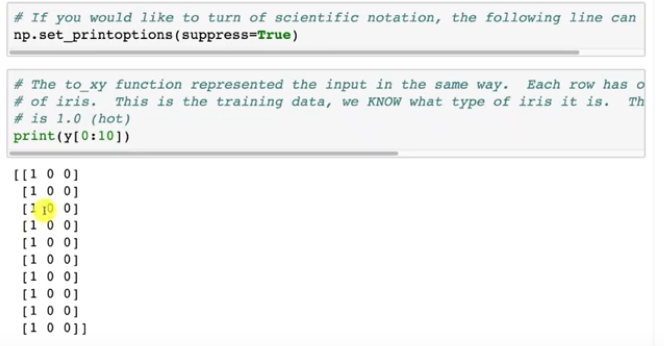 # If you would like to turn of scientific notation, the following line can
np.set_printoptions(suppress=True)
# The to_xy function represented the input in the same way.  Each row has o
# of iris.  This is the training data, we KNOW what type of iris it is.  Th
# is 1.0 (hot)
print(y[0:10])
[[1 0 0]
 [1 0 0]
 [1 0 0]
 [1 0 0]
 [1 0 0]
 [1 0 0]
 [1 0 0]
 [1 0 0]
 [1 0 0]
 [1 0 0]]